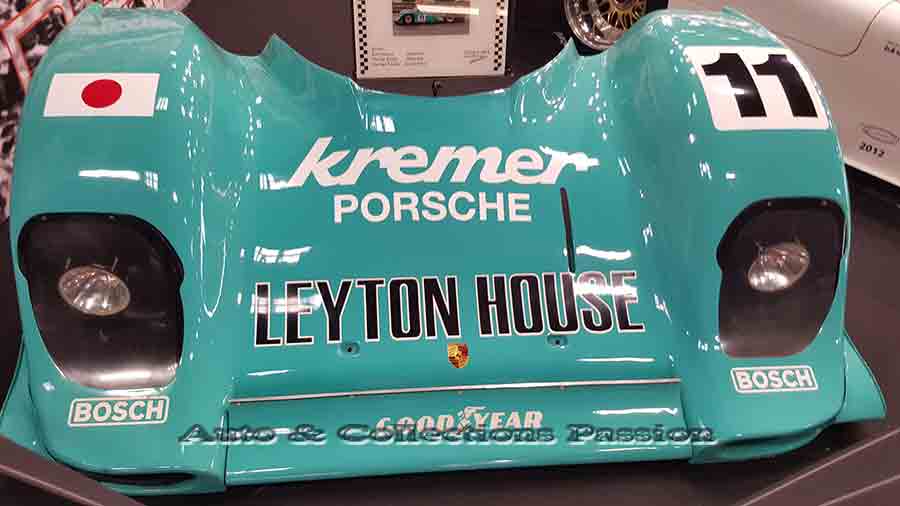 11
kremer
PORSCHE
LEYTON HOUSE
BOSCH
BOSCH
GOODYEAR
Auto & Collections Passion
2012